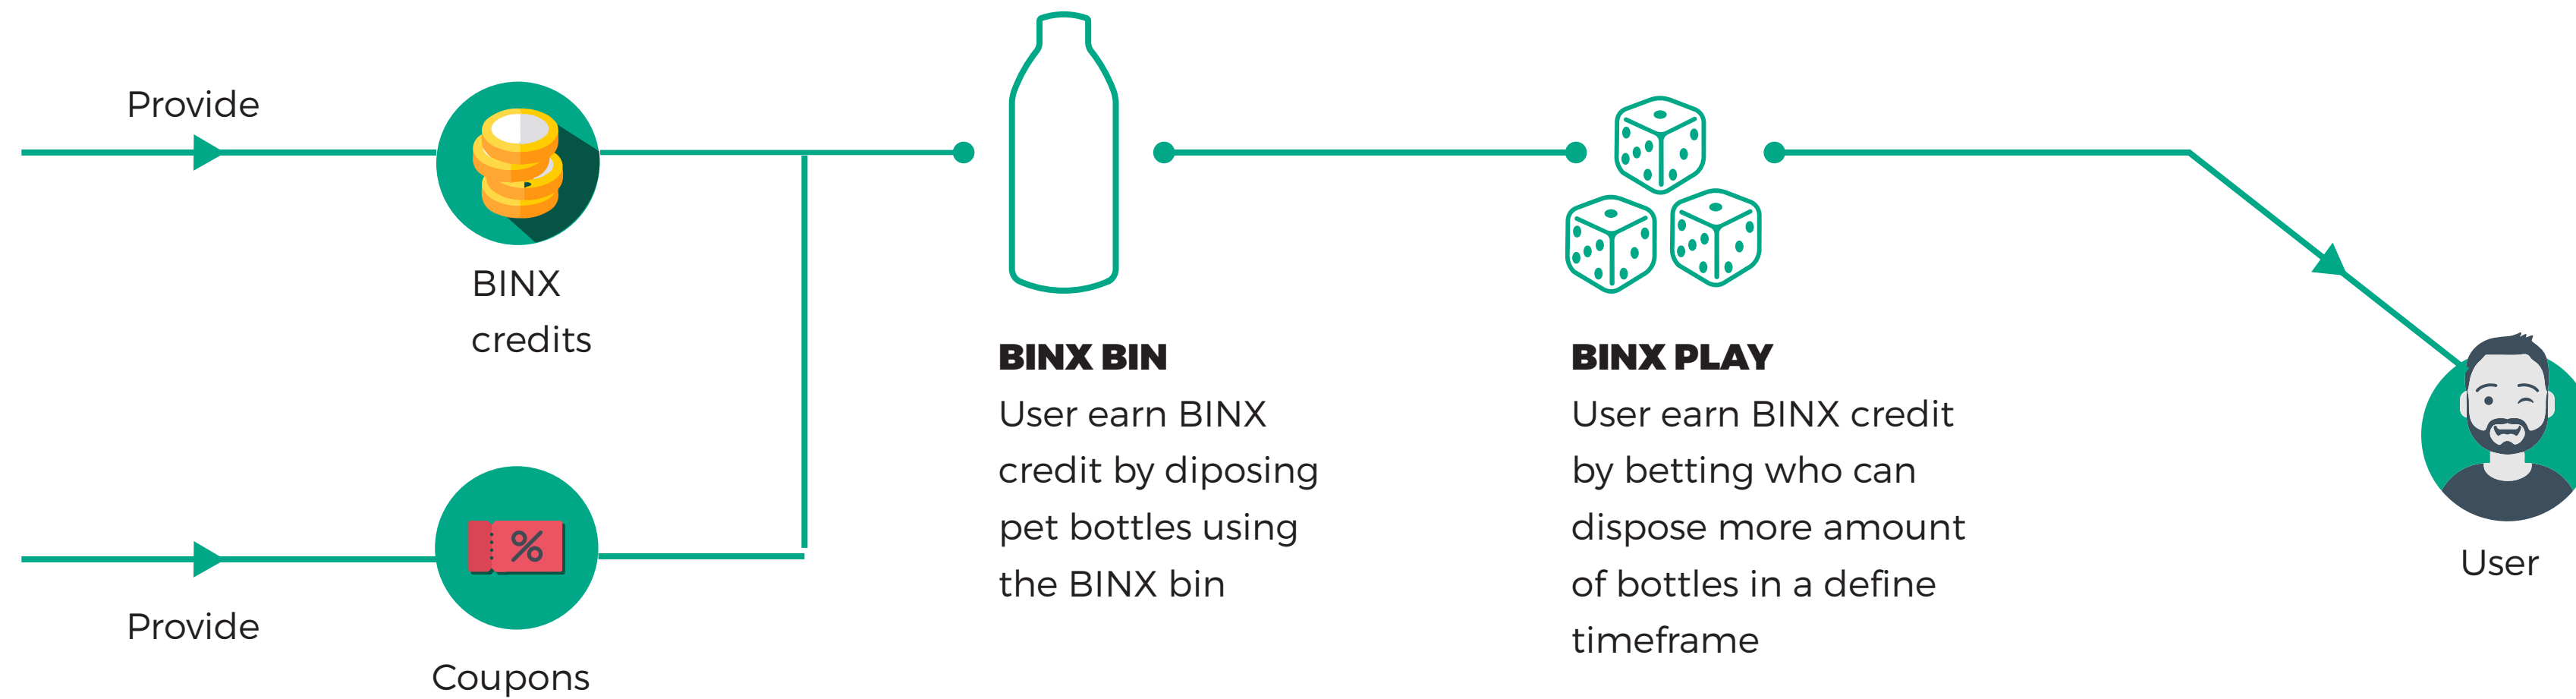 Provide
BINX
credits
Provide
Coupons
BINX BIN
User earn BINX
credit by diposing
pet bottles using
the BINX bin
BINX PLAY
User earn BINX credit
by betting who can
dispose more amount
of bottles in a define
timeframe
User
%